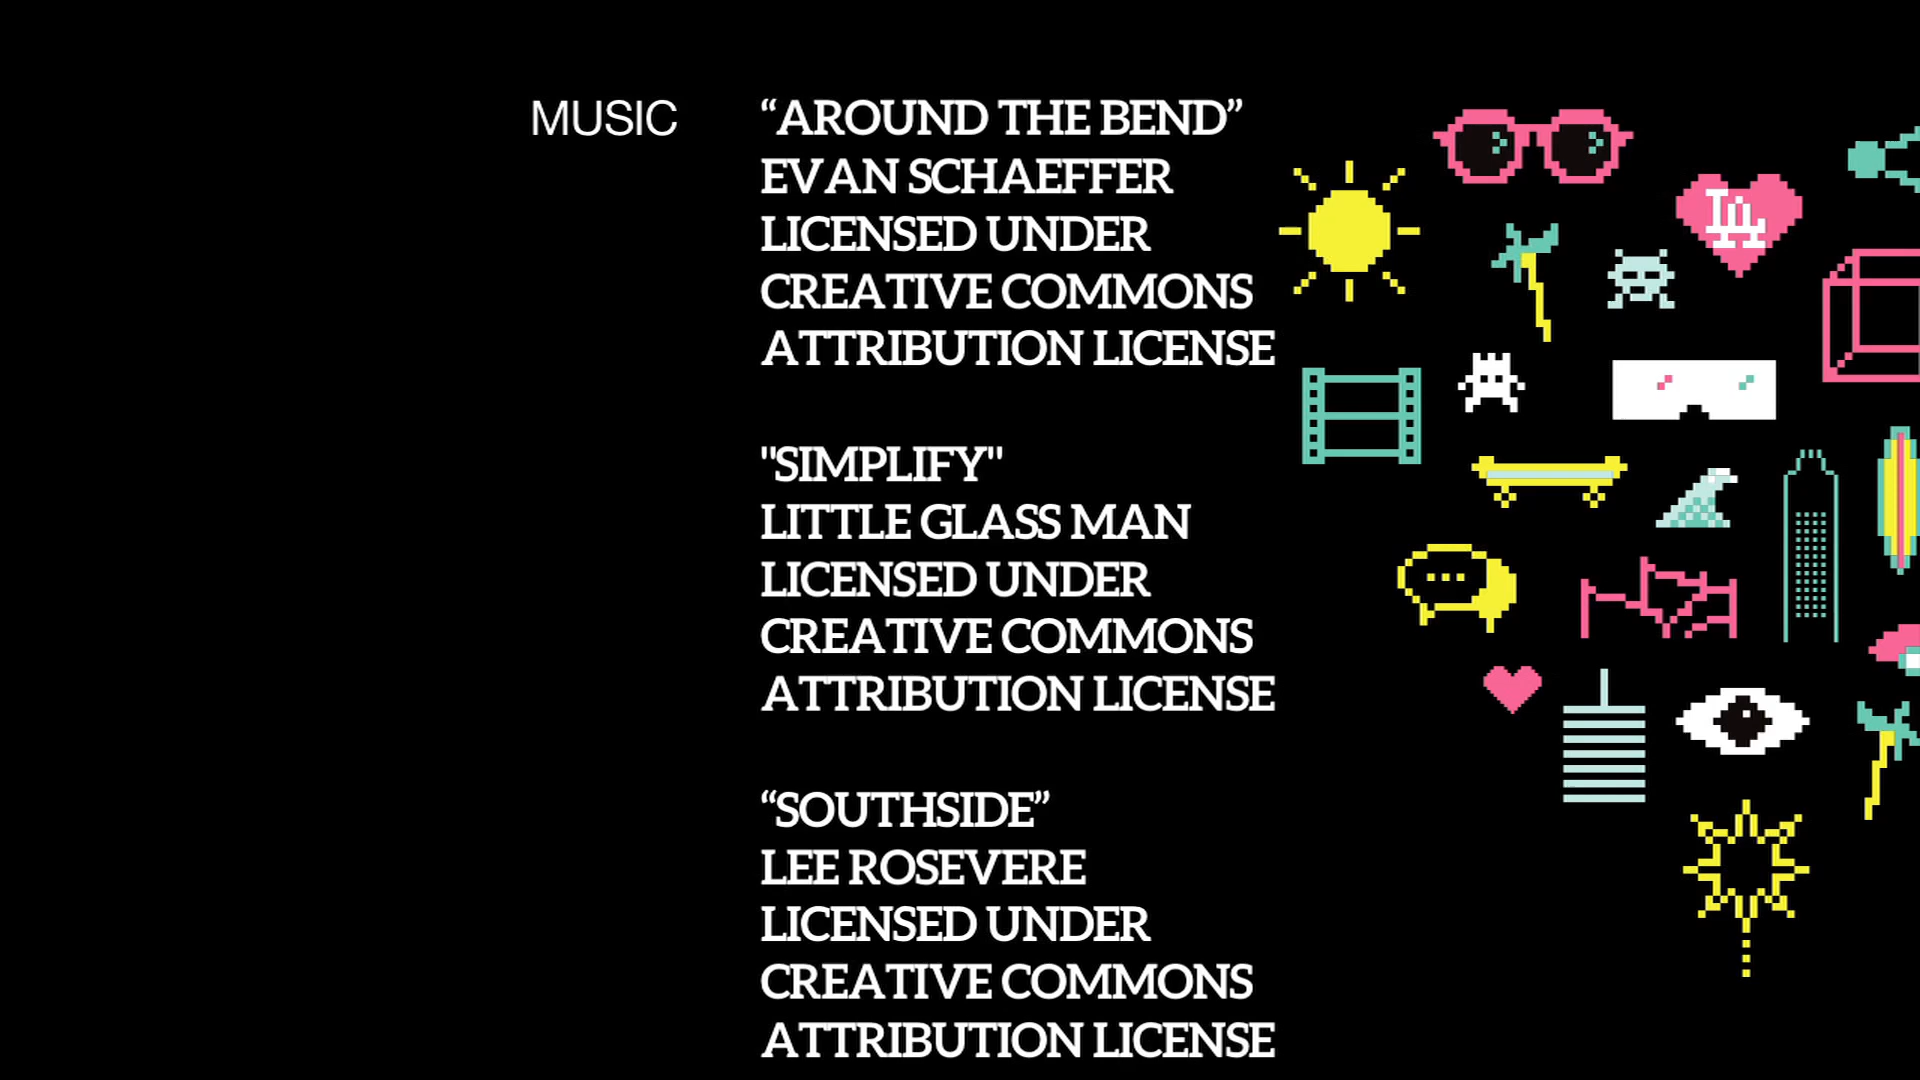 MUSIC
“AROUND THE BEND”
EVAN SCHAEFFER
LICENSED UNDER
CREATIVE COMMONS
ATTRIBUTION LICENSE
"SIMPLIFY"
LITTLE GLASS MAN
LICENSED UNDER
CREATIVE COMMONS
ATTRIBUTION LICENSE
“SOUTHSIDE”
LEE ROSEVERE
LICENSED UNDER
CREATIVE COMMONS
ATTRIBUTION LICENSE
LA